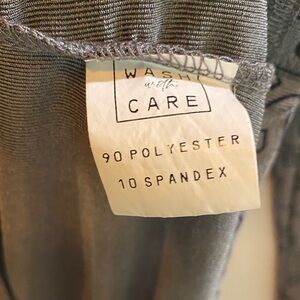 WASH
with
CARE
90 POLYESTER
10 SPANDEX